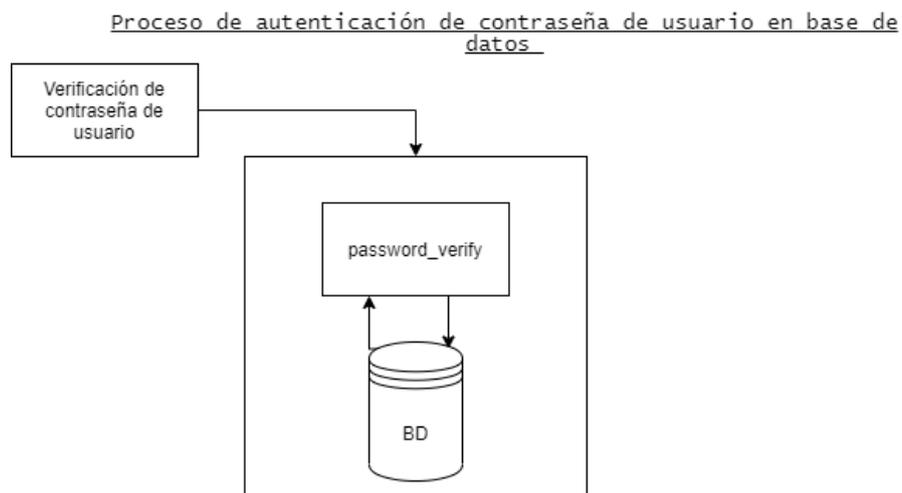 Proceso de autenticación de contraseña de usuario en base de
datos
Verificación de
contraseña de
usuario
password_verify
BD